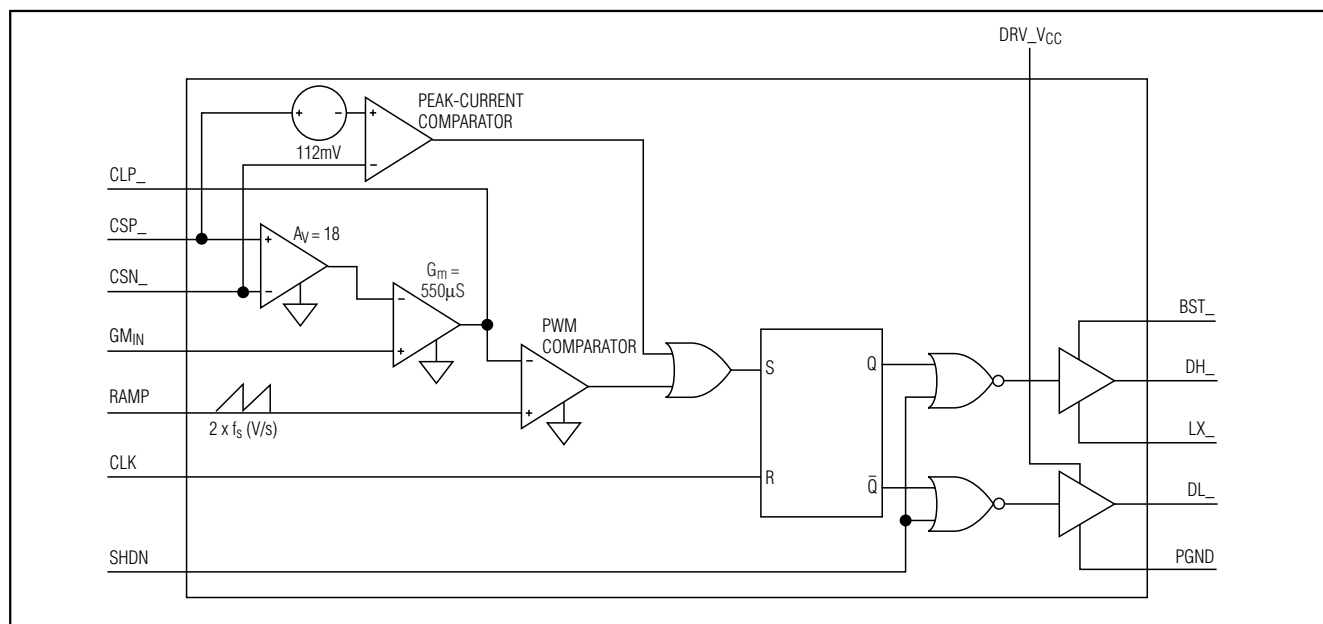 DRV_VCC
PEAK-CURRENT
COMPARATOR
+ −
+
−
112mV
CLP_
CSP_
AV = 18
+
−
CSN_
Gm =
550μS
−
+
GMIN
PWM
COMPARATOR
−
+
RAMP
2 x fs (V/s)
CLK
S
R
Q
Q̅
SHDN
BST_
DH_
LX_
DL_
PGND